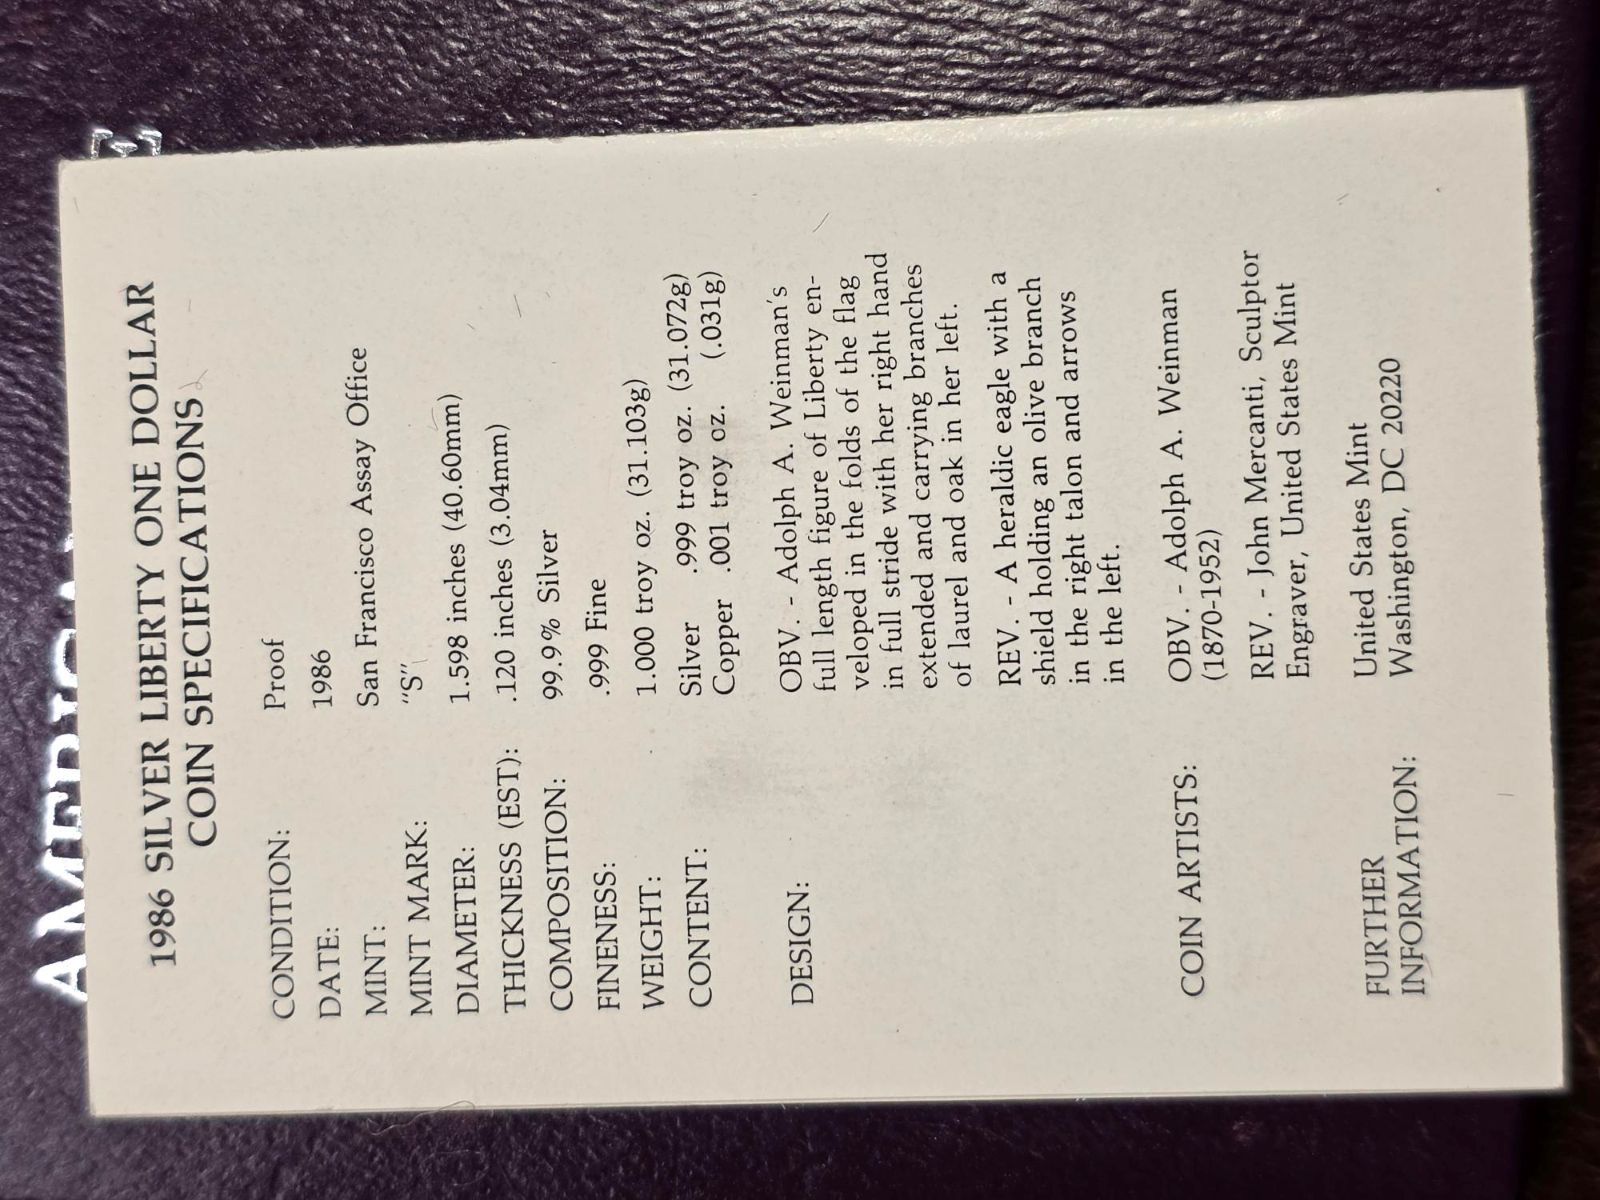 1986 SILVER LIBERTY ONE DOLLAR
COIN SPECIFICATIONS
CONDITION: Proof
DATE: 1986
MINT: San Francisco Assay Office
MINT MARK: "S"
DIAMETER: 1.598 inches (40.60mm)
THICKNESS (EST): .120 inches (3.04mm)
COMPOSITION: 99.9% Silver
FINENESS: .999 Fine
WEIGHT: 1.000 troy oz. (31.103g)
CONTENT: Silver .999 troy oz. (31.072g)
Copper .001 troy oz. (.031g)
DESIGN: OBV. - Adolph A. Weinman's
full length figure of Liberty en-
veloped in the folds of the flag
in full stride with her right hand
extended and carrying branches
of laurel and oak in her left.
REV. - A heraldic eagle with a
shield holding an olive branch
in the right talon and arrows
in the left.
COIN ARTISTS: OBV. - Adolph A. Weinman
(1870-1952)
REV. - John Mercanti, Sculptor
Engraver, United States Mint
FURTHER
INFORMATION:
United States Mint
Washington, DC 20220